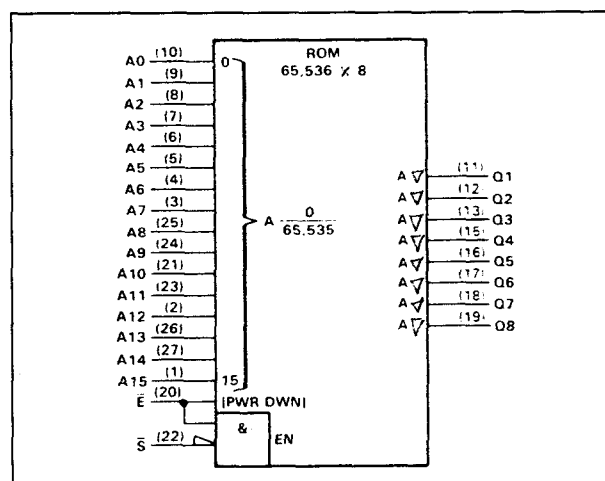 ROM
65,536 X 8
A0 (10) 0
A1 (9)
A2 (8)
A3 (7)
A4 (6)
A5 (5)
A6 (4)
A7 (3)
A8 (25)
A9 (24)
A10 (21)
A11 (23)
A12 (2)
A13 (26)
A14 (27)
A15 (1) 15
A 0
65,535
A (11) Q1
A (12) Q2
A (13) Q3
A (15) Q4
A (16) Q5
A (17) Q6
A (18) Q7
A (19) Q8
E̅ (20) [PWR DWN]
& EN
S̅ (22)